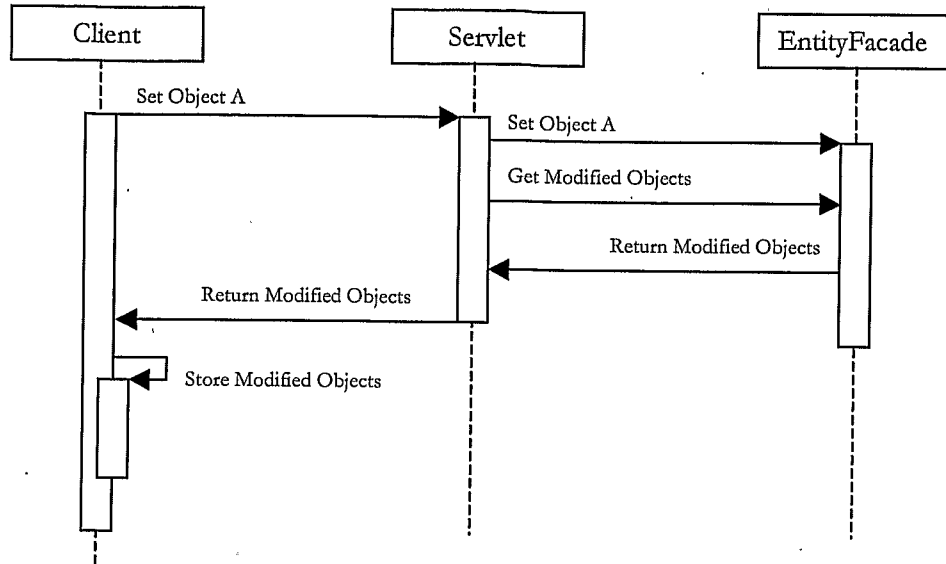 Client
Servlet
EntityFacade
Set Object A
Set Object A
Get Modified Objects
Return Modified Objects
Return Modified Objects
Store Modified Objects